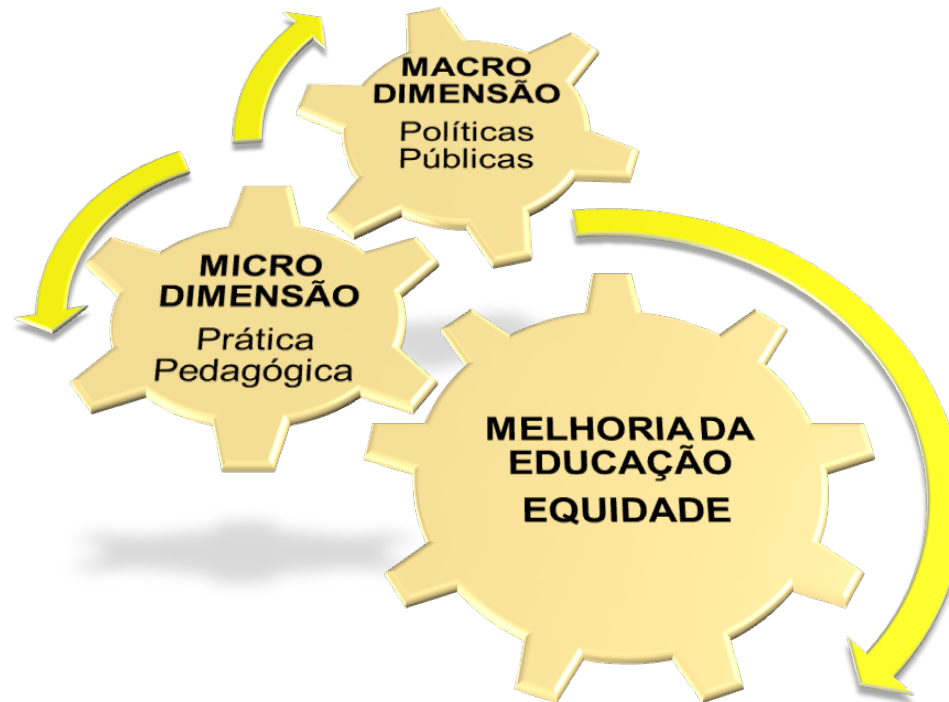 MACRO
DIMENSÃO
Políticas
Públicas
MICRO
DIMENSÃO
Prática
Pedagógica
MELHORIA DA
EDUCAÇÃO
EQUIDADE